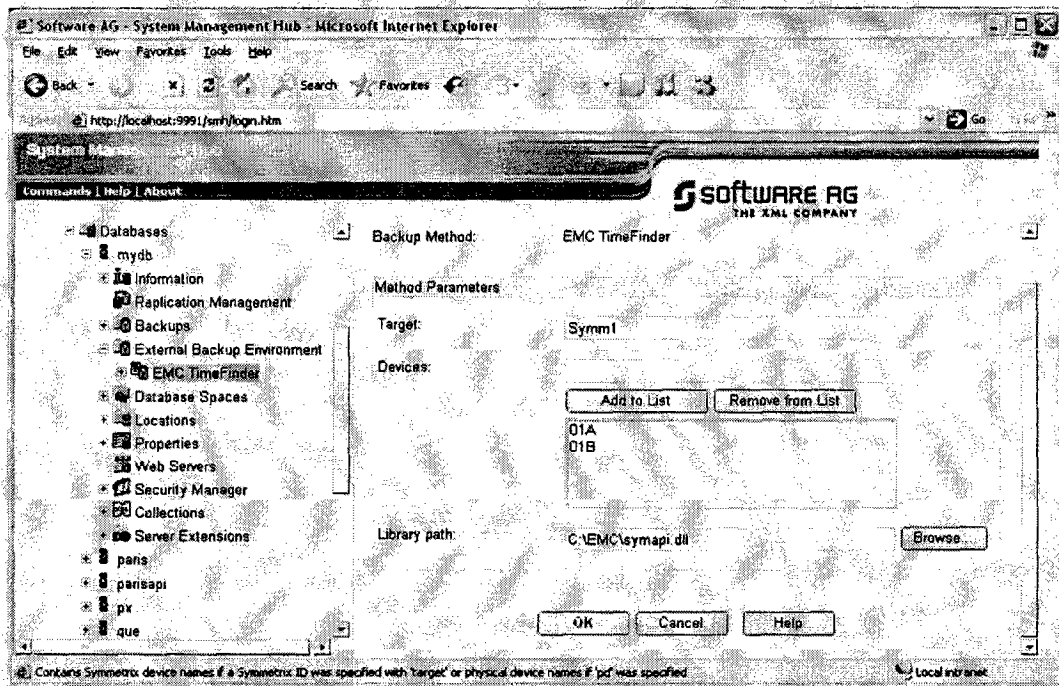 Software AG - System Management Hub - Microsoft Internet Explorer
File Edit View Favorites Tools Help
Back Search Favorites
http://localhost:9991/smh/login.htm Go
System Mana
Commands | Help | About
SOFTWARE AG
THE XML COMPANY
Databases
mydb
Information
Replication Management
Backups
External Backup Environment
EMC TimeFinder
Database Spaces
Locations
Properties
Web Servers
Security Manager
Collections
Server Extensions
paris
parisapi
px
que
Backup Method: EMC TimeFinder
Method Parameters
Target: Symm1
Devices:
Add to List Remove from List
01A
01B
Library path: C:\EMC\symapi.dll Browse...
OK Cancel Help
Contains Symmetrix device names if a Symmetrix ID was specified with 'target' or physical device names if 'pd' was specified Local intranet